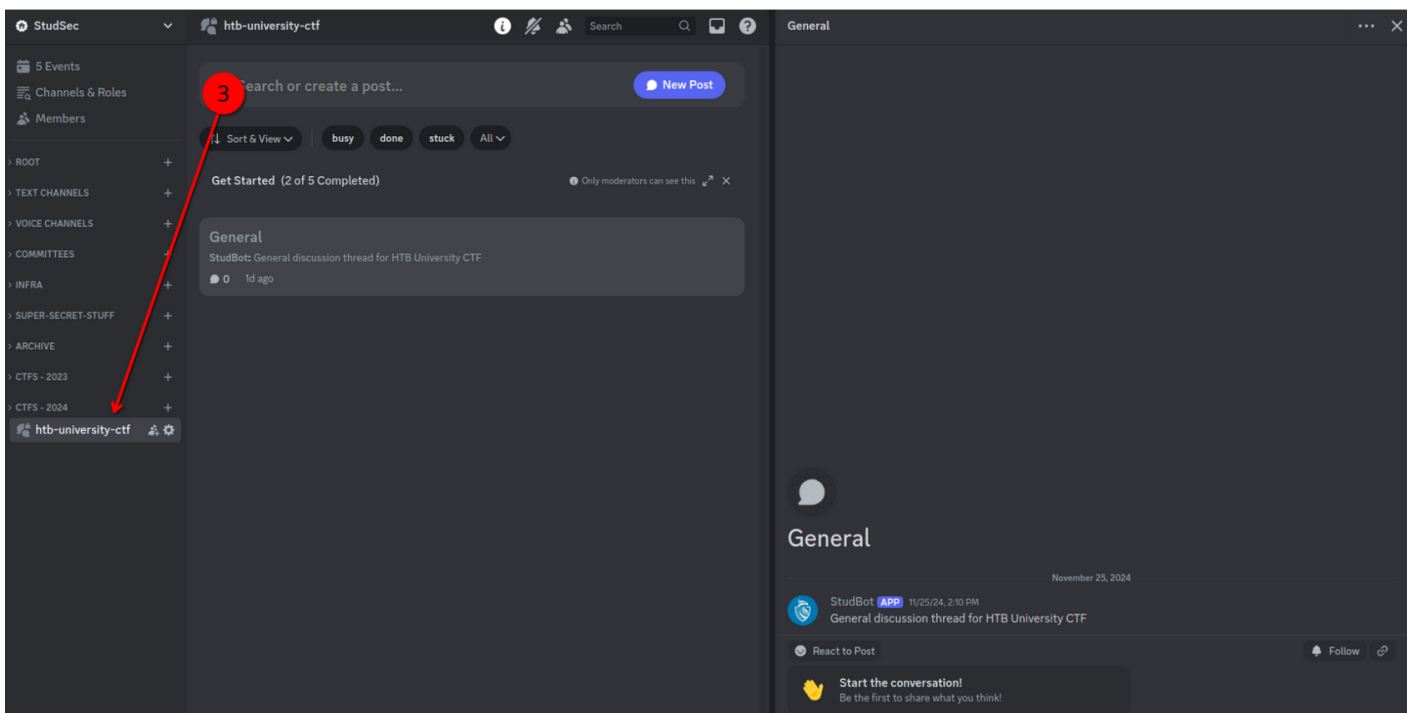 StudSec
5 Events
Channels & Roles
Members
ROOT
TEXT CHANNELS
VOICE CHANNELS
COMMITTEES
INFRA
SUPER-SECRET-STUFF
ARCHIVE
CTFS - 2023
CTFS - 2024
htb-university-ctf
htb-university-ctf
Search
3
Search or create a post...
New Post
Sort & View
busy
done
stuck
All
Get Started (2 of 5 Completed)
Only moderators can see this
General
StudBot: General discussion thread for HTB University CTF
0 1d ago
General
General
November 25, 2024
StudBot APP 11/25/24, 2:10 PM
General discussion thread for HTB University CTF
React to Post
Follow
Start the conversation!
Be the first to share what you think!